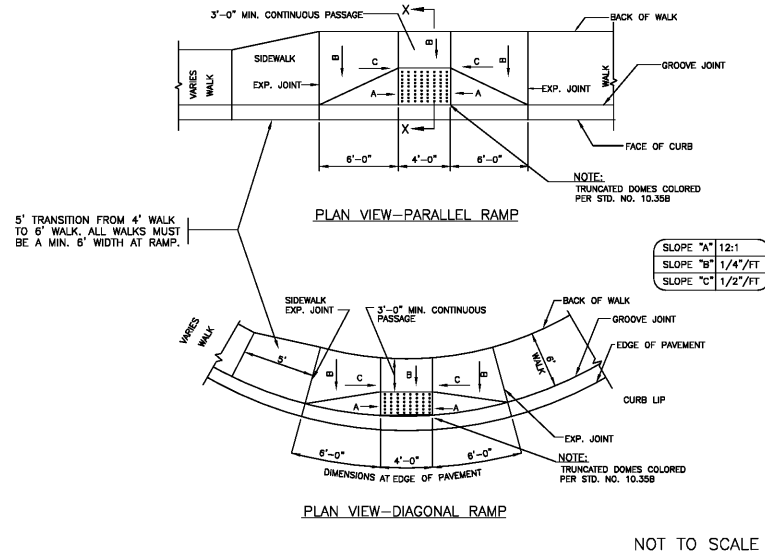 3'-0" MIN. CONTINUOUS PASSAGE
X
BACK OF WALK
B
SIDEWALK
C
C
B
B
GROOVE JOINT
VARIES
WALK
EXP. JOINT
A
A
EXP. JOINT
WALK
X
FACE OF CURB
6'-0"
4'-0"
6'-0"
NOTE:
TRUNCATED DOMES COLORED
PER STD. NO. 10.35B
PLAN VIEW-PARALLEL RAMP
5' TRANSITION FROM 4' WALK
TO 6' WALK. ALL WALKS MUST
BE A MIN. 6' WIDTH AT RAMP.
SLOPE "A" 12:1
SLOPE "B" 1/4"/FT
SLOPE "C" 1/2"/FT
SIDEWALK
EXP. JOINT
3'-0" MIN. CONTINUOUS
PASSAGE
BACK OF WALK
GROOVE JOINT
EDGE OF PAVEMENT
VARIES
WALK
5'
B
C
B
C
B
6'
WALK
CURB LIP
A
A
EXP. JOINT
6'-0"
4'-0"
6'-0"
DIMENSIONS AT EDGE OF PAVEMENT
NOTE:
TRUNCATED DOMES COLORED
PER STD. NO. 10.35B
PLAN VIEW-DIAGONAL RAMP
NOT TO SCALE